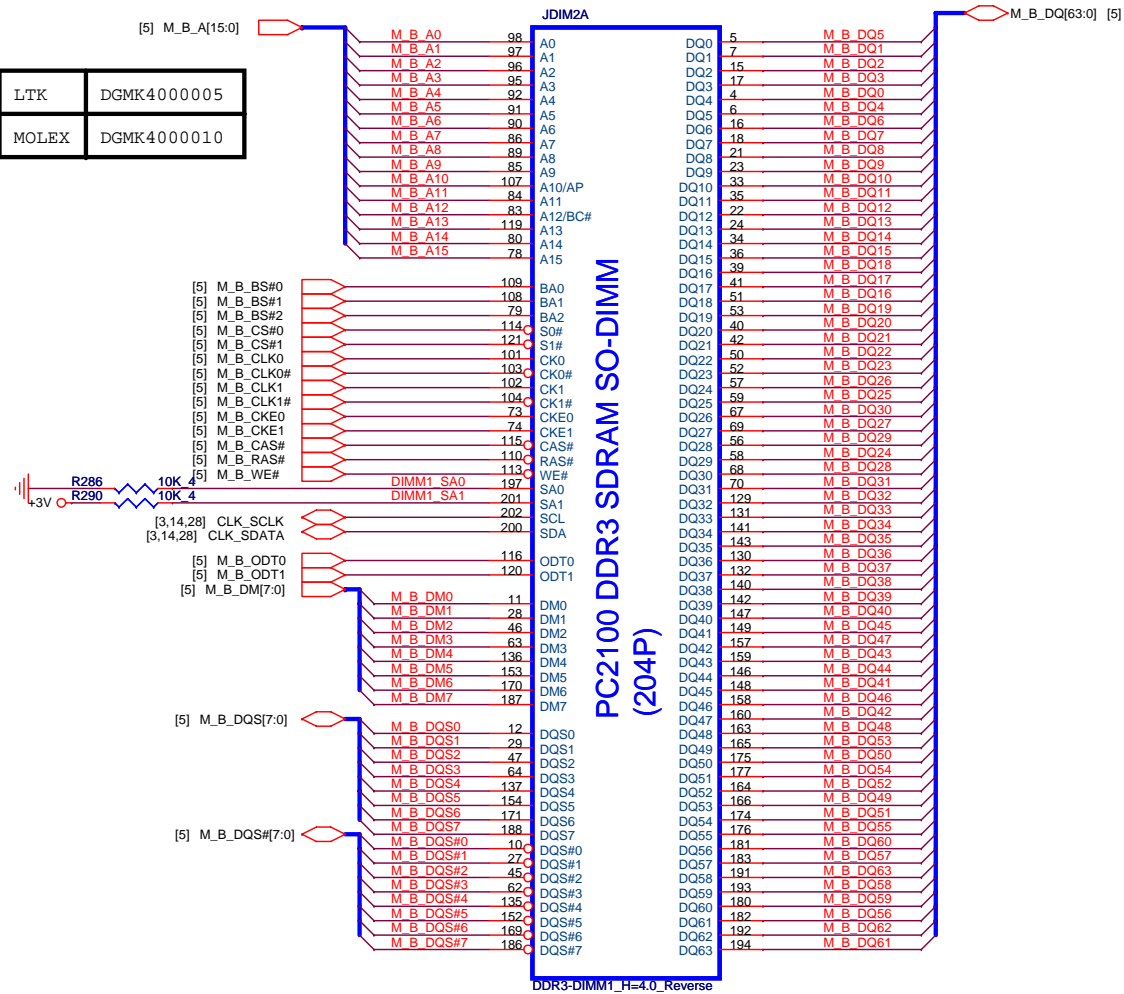 JDIM2A
[5] M_B_A[15:0]
M_B_DQ[63:0] [5]
LTK DGMK4000005
MOLEX DGMK4000010
M_B_A0 98 A0
M_B_A1 97 A1
M_B_A2 96 A2
M_B_A3 95 A3
M_B_A4 92 A4
M_B_A5 91 A5
M_B_A6 90 A6
M_B_A7 86 A7
M_B_A8 89 A8
M_B_A9 85 A9
M_B_A10 107 A10/AP
M_B_A11 84 A11
M_B_A12 83 A12/BC#
M_B_A13 119 A13
M_B_A14 80 A14
M_B_A15 78 A15
[5] M_B_BS#0 109 BA0
[5] M_B_BS#1 108 BA1
[5] M_B_BS#2 79 BA2
[5] M_B_CS#0 114 S0#
[5] M_B_CS#1 121 S1#
[5] M_B_CLK0 101 CK0
[5] M_B_CLK0# 103 CK0#
[5] M_B_CLK1 102 CK1
[5] M_B_CLK1# 104 CK1#
[5] M_B_CKE0 73 CKE0
[5] M_B_CKE1 74 CKE1
[5] M_B_CAS# 115 CAS#
[5] M_B_RAS# 110 RAS#
[5] M_B_WE# 113 WE#
R286 10K_4 DIMM1_SA0 197 SA0
+3V R290 10K_4 DIMM1_SA1 201 SA1
[3,14,28] CLK_SCLK 202 SCL
[3,14,28] CLK_SDATA 200 SDA
[5] M_B_ODT0 116 ODT0
[5] M_B_ODT1 120 ODT1
[5] M_B_DM[7:0]
M_B_DM0 11 DM0
M_B_DM1 28 DM1
M_B_DM2 46 DM2
M_B_DM3 63 DM3
M_B_DM4 136 DM4
M_B_DM5 153 DM5
M_B_DM6 170 DM6
M_B_DM7 187 DM7
[5] M_B_DQS[7:0]
M_B_DQS0 12 DQS0
M_B_DQS1 29 DQS1
M_B_DQS2 47 DQS2
M_B_DQS3 64 DQS3
M_B_DQS4 137 DQS4
M_B_DQS5 154 DQS5
M_B_DQS6 171 DQS6
M_B_DQS7 188 DQS7
[5] M_B_DQS#[7:0]
M_B_DQS#0 10 DQS#0
M_B_DQS#1 27 DQS#1
M_B_DQS#2 45 DQS#2
M_B_DQS#3 62 DQS#3
M_B_DQS#4 135 DQS#4
M_B_DQS#5 152 DQS#5
M_B_DQS#6 169 DQS#6
M_B_DQS#7 186 DQS#7
PC2100 DDR3 SDRAM SO-DIMM
(204P)
DQ0 5 M_B_DQ5
DQ1 7 M_B_DQ1
DQ2 15 M_B_DQ2
DQ3 17 M_B_DQ3
DQ4 4 M_B_DQ0
DQ5 6 M_B_DQ4
DQ6 16 M_B_DQ6
DQ7 18 M_B_DQ7
DQ8 21 M_B_DQ8
DQ9 23 M_B_DQ9
DQ10 33 M_B_DQ10
DQ11 35 M_B_DQ11
DQ12 22 M_B_DQ12
DQ13 24 M_B_DQ13
DQ14 34 M_B_DQ14
DQ15 36 M_B_DQ15
DQ16 39 M_B_DQ18
DQ17 41 M_B_DQ17
DQ18 51 M_B_DQ16
DQ19 53 M_B_DQ19
DQ20 40 M_B_DQ20
DQ21 42 M_B_DQ21
DQ22 50 M_B_DQ22
DQ23 52 M_B_DQ23
DQ24 57 M_B_DQ26
DQ25 59 M_B_DQ25
DQ26 67 M_B_DQ30
DQ27 69 M_B_DQ27
DQ28 56 M_B_DQ29
DQ29 58 M_B_DQ24
DQ30 68 M_B_DQ28
DQ31 70 M_B_DQ31
DQ32 129 M_B_DQ32
DQ33 131 M_B_DQ33
DQ34 141 M_B_DQ34
DQ35 143 M_B_DQ35
DQ36 130 M_B_DQ36
DQ37 132 M_B_DQ37
DQ38 140 M_B_DQ38
DQ39 142 M_B_DQ39
DQ40 147 M_B_DQ40
DQ41 149 M_B_DQ45
DQ42 157 M_B_DQ47
DQ43 159 M_B_DQ43
DQ44 146 M_B_DQ44
DQ45 148 M_B_DQ41
DQ46 158 M_B_DQ46
DQ47 160 M_B_DQ42
DQ48 163 M_B_DQ48
DQ49 165 M_B_DQ53
DQ50 175 M_B_DQ50
DQ51 177 M_B_DQ54
DQ52 164 M_B_DQ52
DQ53 166 M_B_DQ49
DQ54 174 M_B_DQ51
DQ55 176 M_B_DQ55
DQ56 181 M_B_DQ60
DQ57 183 M_B_DQ57
DQ58 191 M_B_DQ63
DQ59 193 M_B_DQ58
DQ60 180 M_B_DQ59
DQ61 182 M_B_DQ56
DQ62 192 M_B_DQ62
DQ63 194 M_B_DQ61
DDR3-DIMM1_H=4.0_Reverse